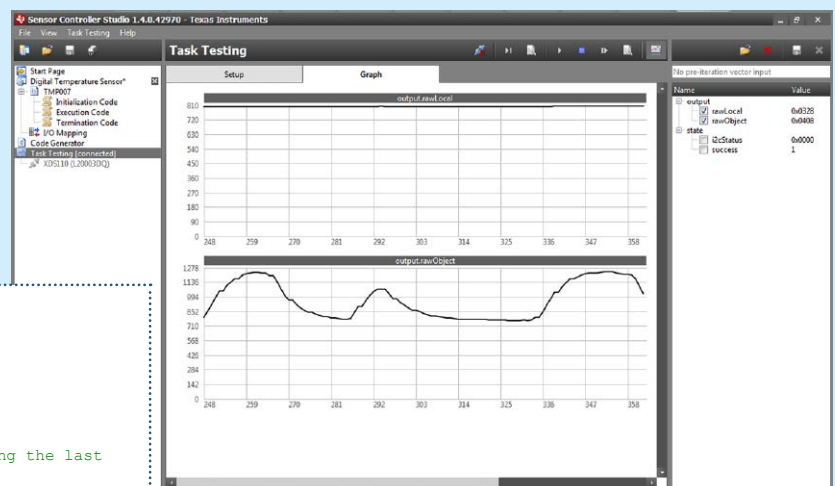 Sensor Controller Studio 1.4.0.42970 - Texas Instruments
File View Task Testing Help
Task Testing
Start Page
Digital Temperature Sensor*
TMP007
Initialization Code
Execution Code
Termination Code
I/O Mapping
Code Generator
Task Testing [connected]
XDS110 (L20003DQ)
Setup
Graph
output.rawLocal
810
720
630
540
450
360
270
180
90
0
248 259 270 281 292 303 314 325 336 347 358
output.rawObject
1278
1136
994
852
710
568
426
284
142
0
248 259 270 281 292 303 314 325 336 347 358
No pre-iteration vector input
Name Value
output
rawLocal 0x0328
rawObject 0x0408
state
i2cStatus 0x0000
success 1
ng the last